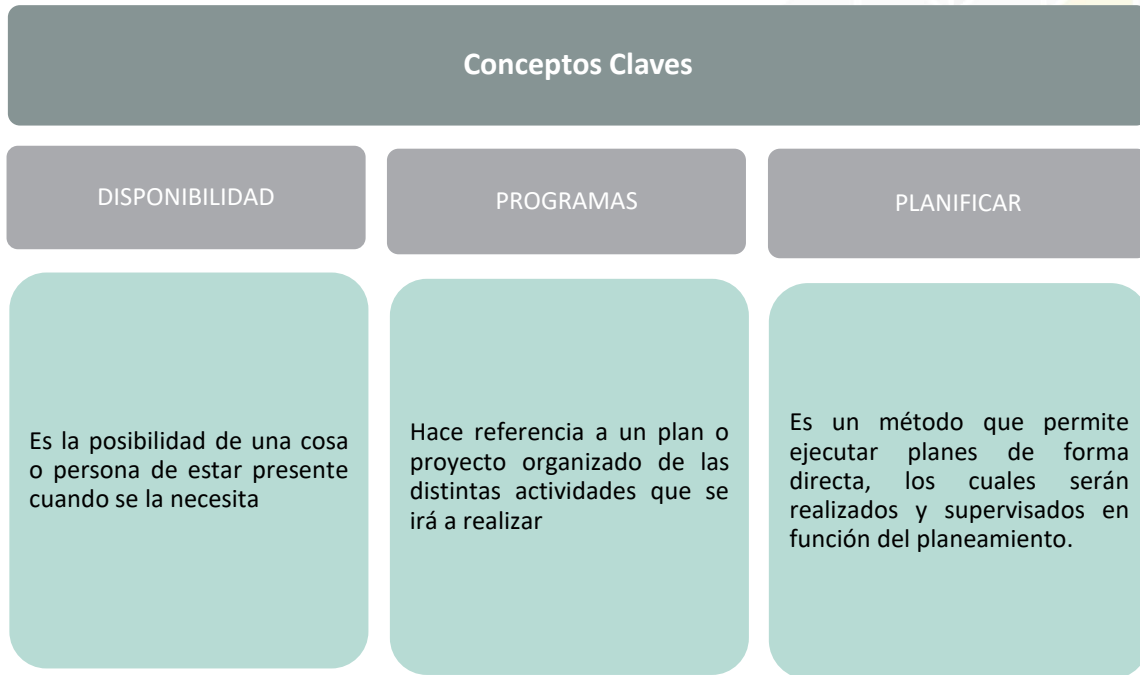 Conceptos Claves
DISPONIBILIDAD
PROGRAMAS
PLANIFICAR
Es la posibilidad de una cosa
o persona de estar presente
cuando se la necesita
Hace referencia a un plan o
proyecto organizado de las
distintas actividades que se
irá a realizar
Es un método que permite
ejecutar planes de forma
directa, los cuales serán
realizados y supervisados en
función del planeamiento.